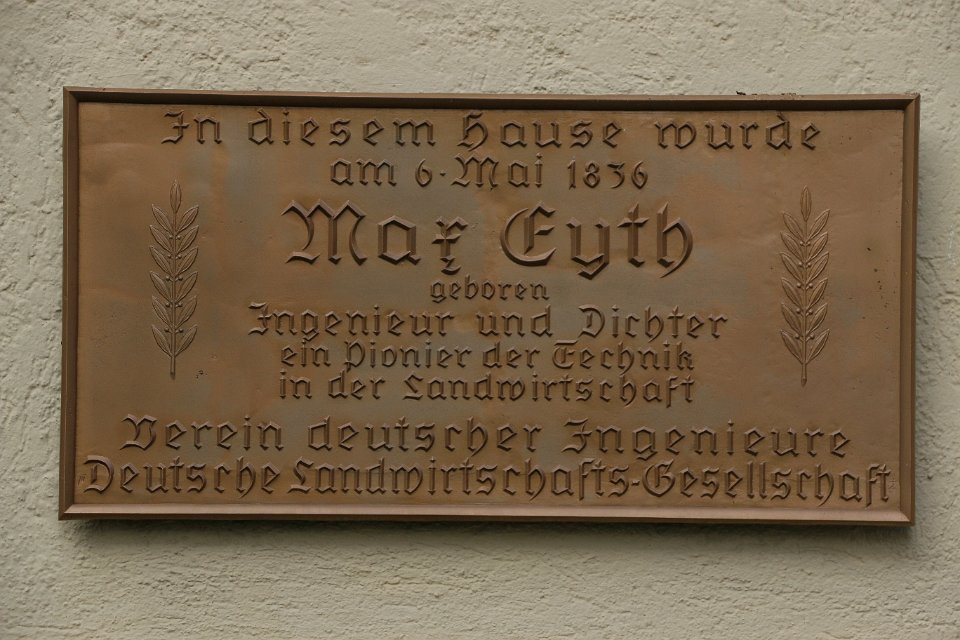 In diesem Hause wurde
am 6. Mai 1836
Max Eyth
geboren
Ingenieur und Dichter
ein Pionier der Technik
in der Landwirtschaft
Verein deutscher Ingenieure
Deutsche Landwirtschafts-Gesellschaft